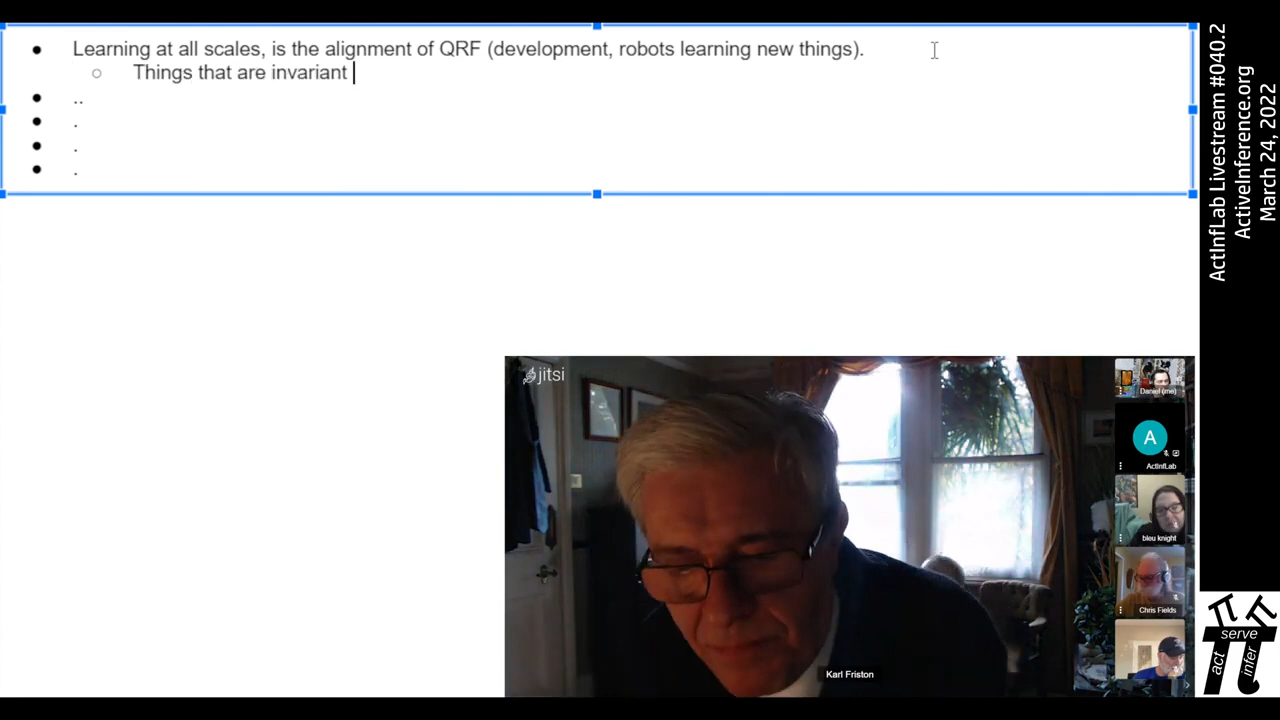 Learning at all scales, is the alignment of QRF (development, robots learning new things).
Things that are invariant
..
.
.
.
jitsi
Daniel (me)
A
ActInfLab
bleu knight
Chris Fields
Karl Friston
ActInfLab Livestream #040.2
ActiveInference.org
March 24, 2022
π π
serve
act infer